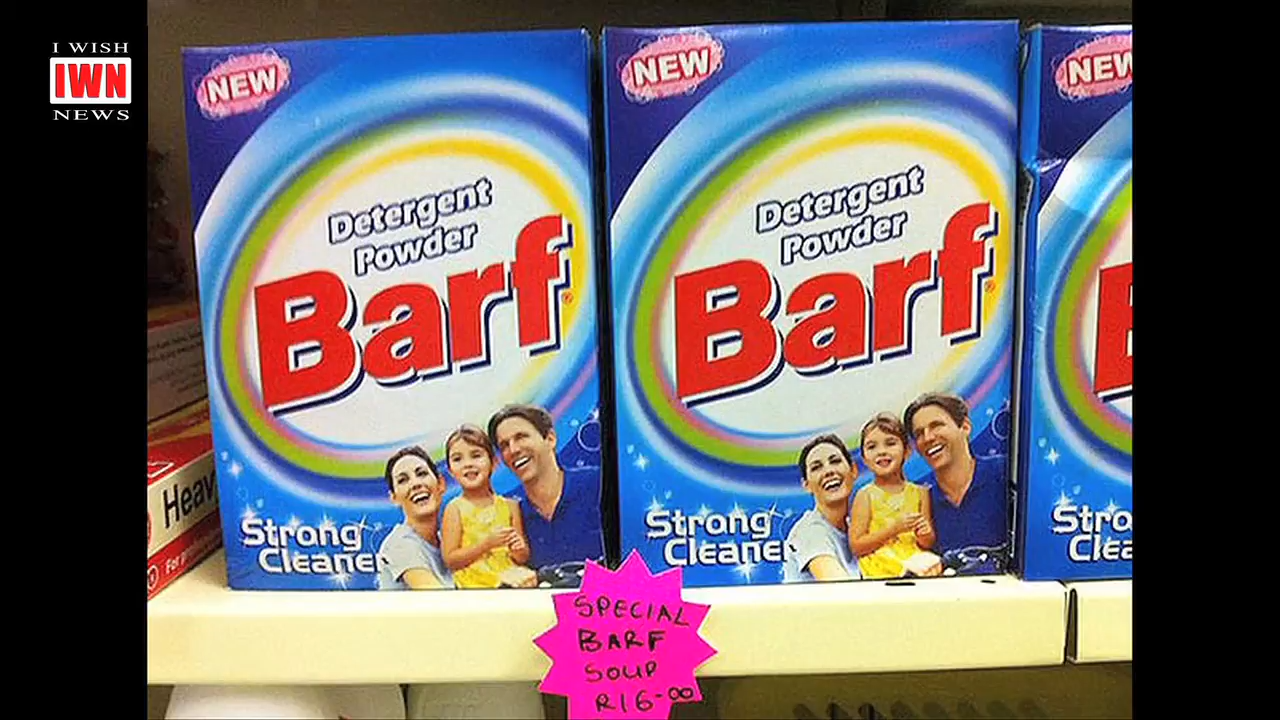 I WISH
IWN
NEWS
NEW
Detergent
Powder
Barf
Strong
Cleaner
NEW
Detergent
Powder
Barf
Strong
Cleaner
NEW
B
Stro
Clea
Heav
For p
SPECIAL
BARF
SOUP
R16-00